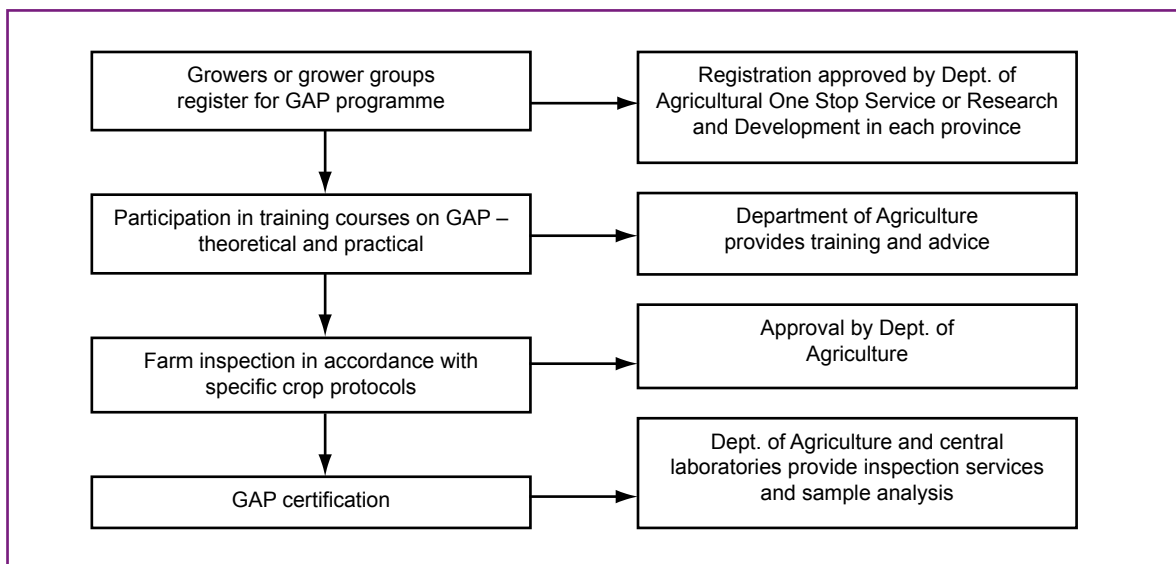 Growers or grower groups
register for GAP programme
Registration approved by Dept. of
Agricultural One Stop Service or Research
and Development in each province
Participation in training courses on GAP –
theoretical and practical
Department of Agriculture
provides training and advice
Farm inspection in accordance with
specific crop protocols
Approval by Dept. of
Agriculture
GAP certification
Dept. of Agriculture and central
laboratories provide inspection services
and sample analysis